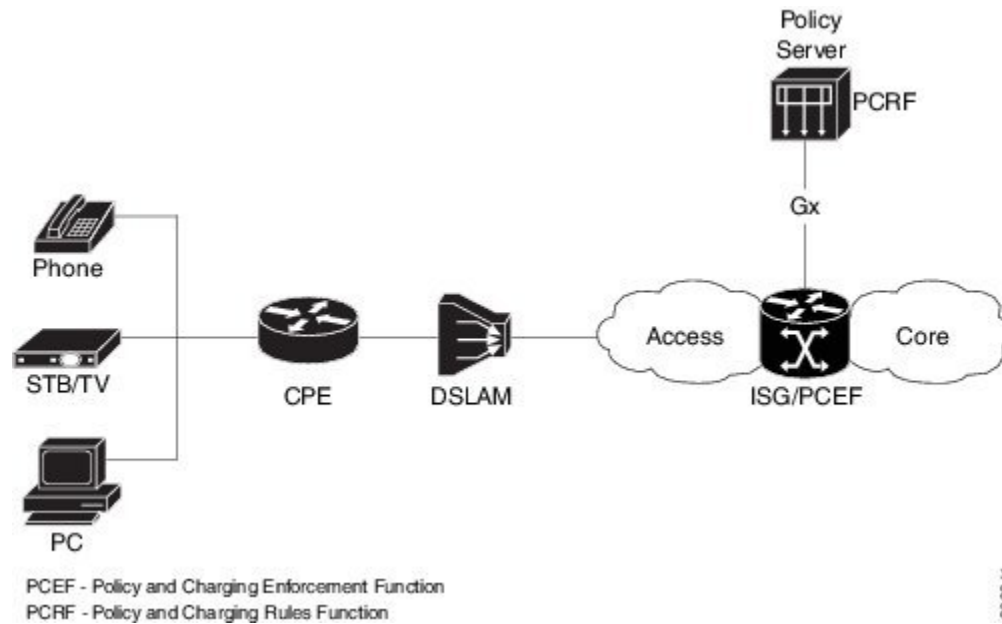 Policy
Server
PCRF
Gx
Phone
STB/TV
CPE
DSLAM
Access
Core
ISG/PCEF
PC
PCEF - Policy and Charging Enforcement Function
PCRF - Policy and Charging Rules Function